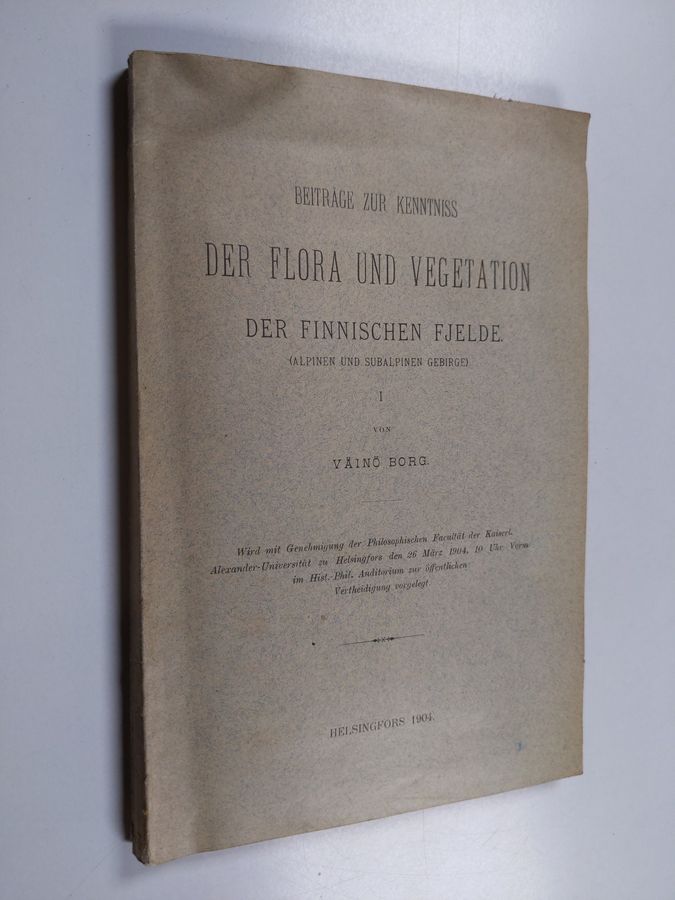 BEITRÄGE ZUR KENNTNISS
DER FLORA UND VEGETATION
DER FINNISCHEN FJELDE.
(ALPINEN UND SUBALPINEN GEBIRGE)
I
VON
VÄINÖ BORG.
Wird mit Genehmigung der Philosophischen Facultät der Kaiserl.
Alexander-Universität zu Helsingfors den 26 März 1904, 10 Uhr Vorm
im Hist.-Phil. Auditorium zur öffentlichen
Vertheidigung vorgelegt
HELSINGFORS 1904.